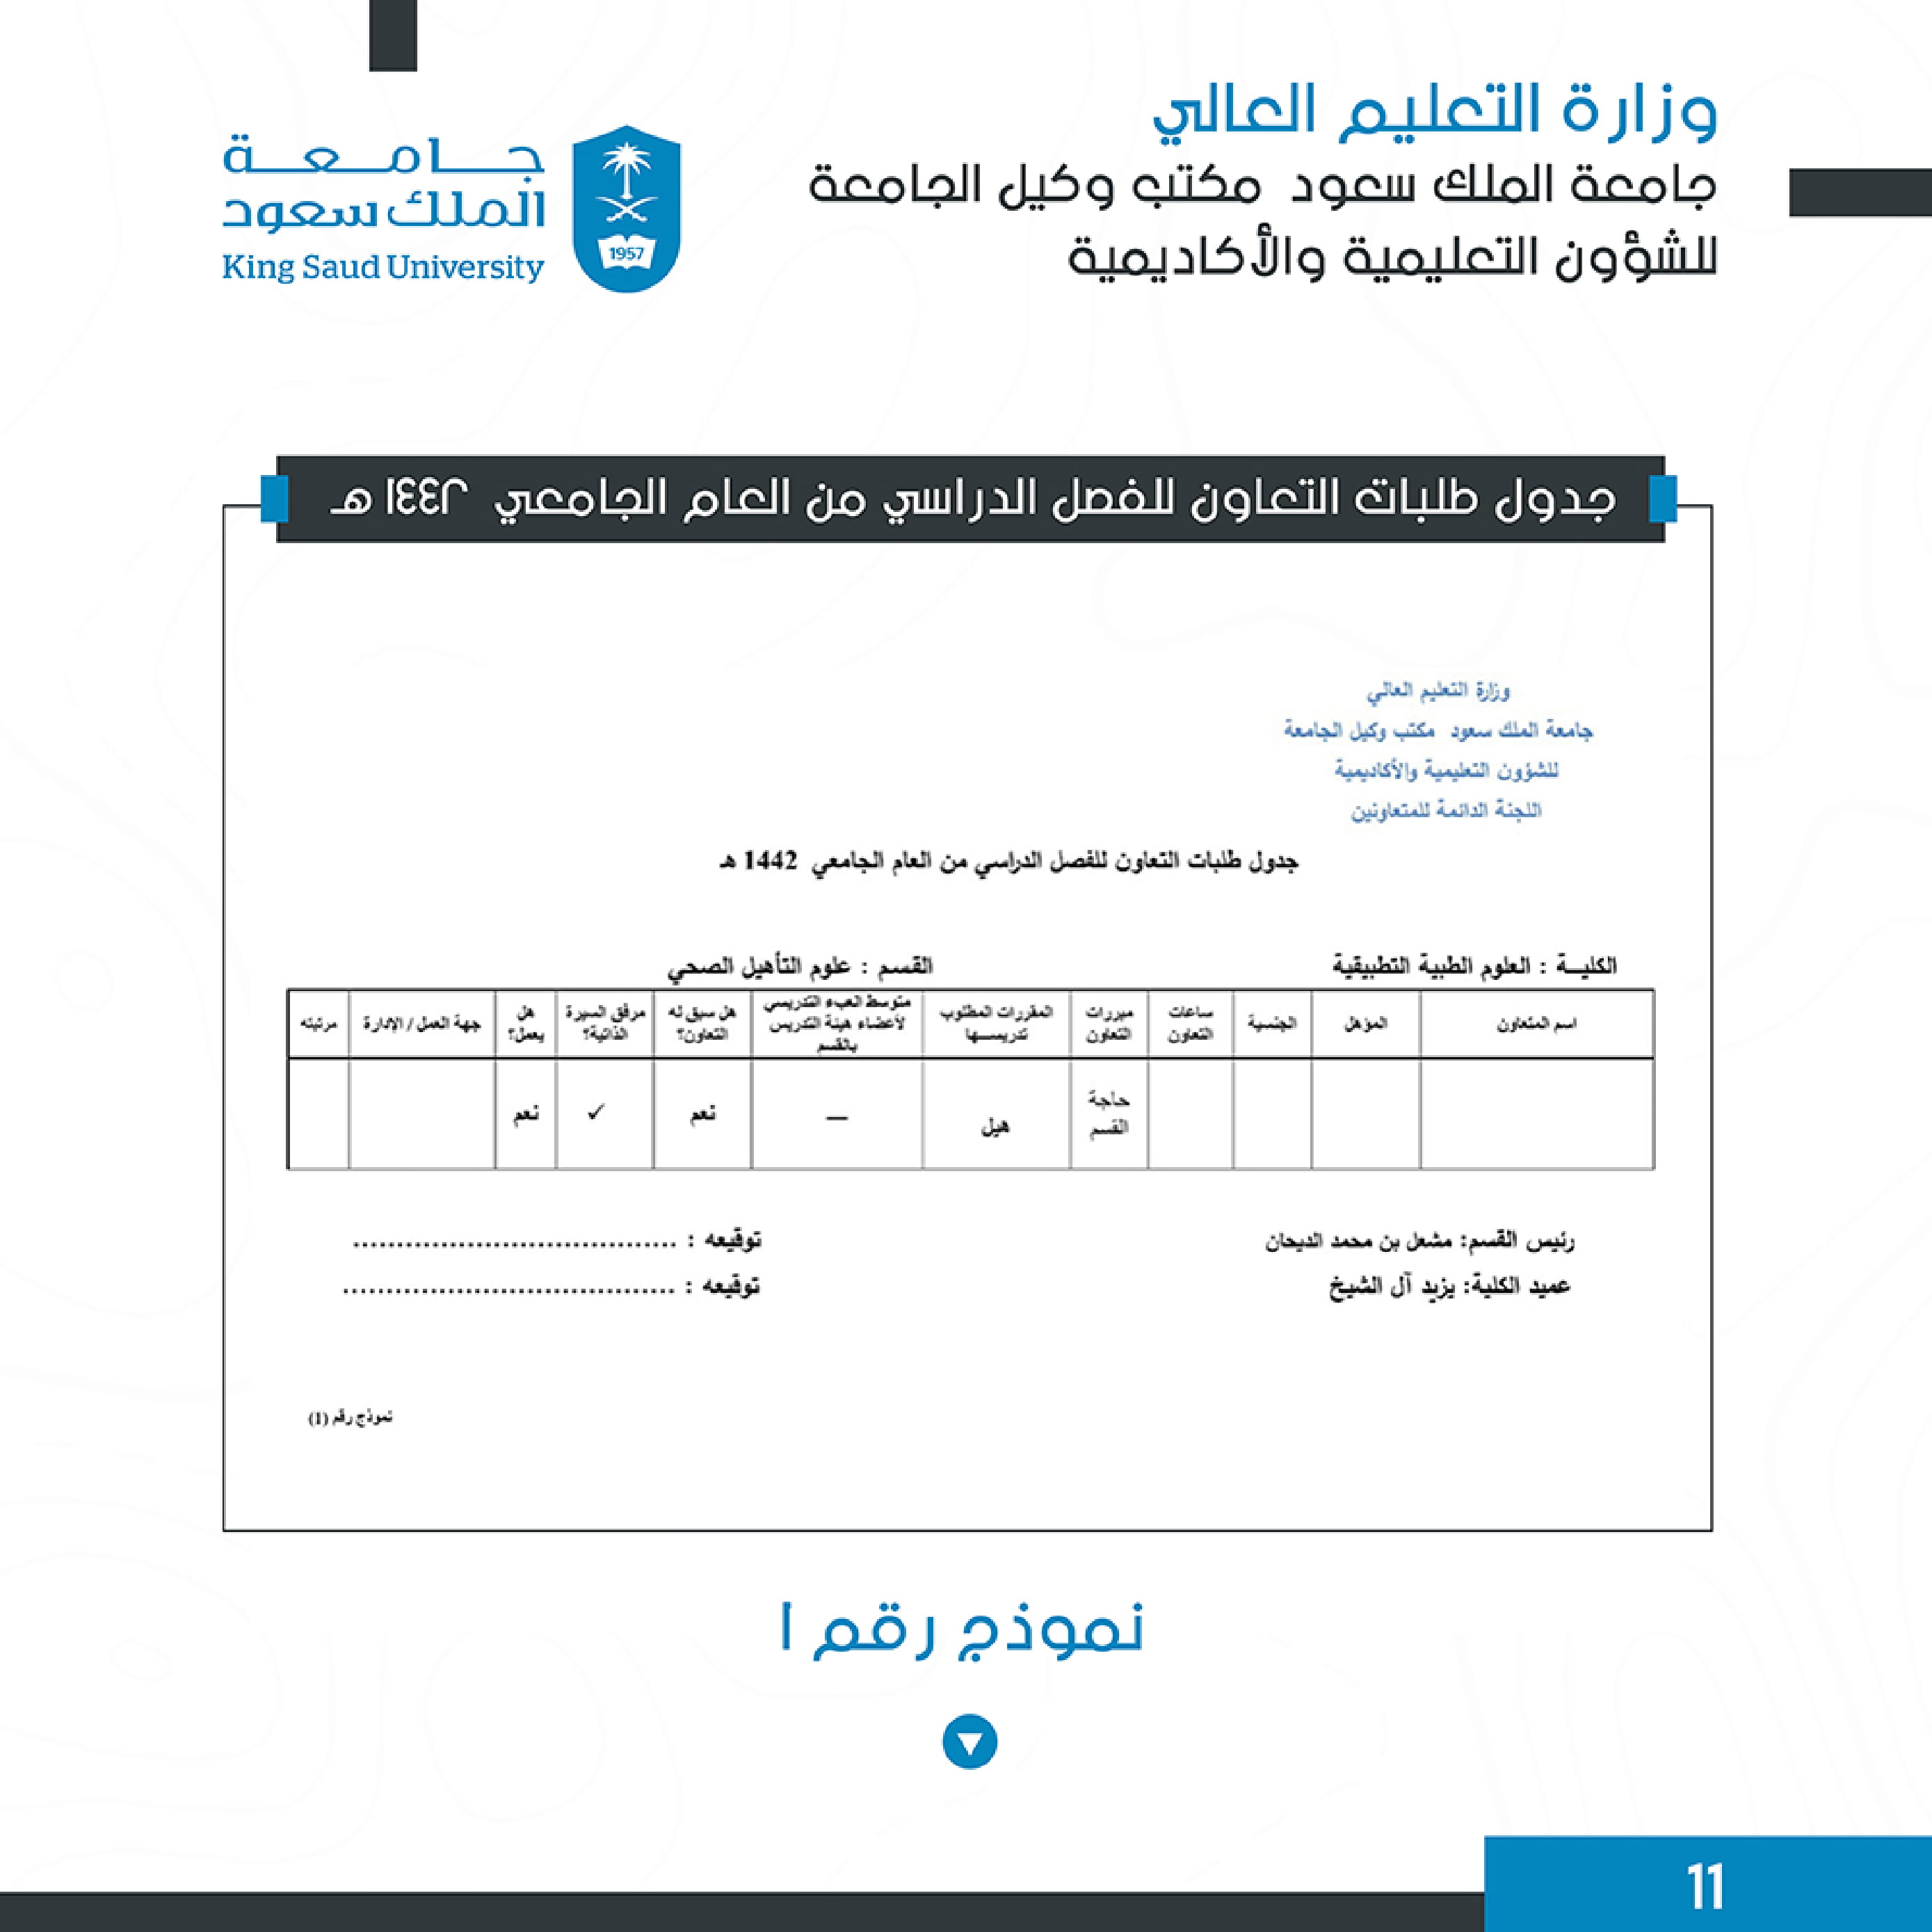 وزارة التعليم العالي
جامعة الملك سعود مكتب وكيل الجامعة
للشؤون التعليمية والأكاديمية
جـــامـــعـــة
الملك سعود
King Saud University
1957
جدول طلبات التعاون للفصل الدراسي من العام الجامعي ١٤٤٢ هـ
وزارة التعليم العالي
جامعة الملك سعود مكتب وكيل الجامعة
للشؤون التعليمية والأكاديمية
اللجنة الدائمة للمتعاونين
جدول طلبات التعاون للفصل الدراسي من العام الجامعي 1442 هـ
الكليـــة : العلوم الطبية التطبيقية
القسم : علوم التأهيل الصحي
اسم المتعاون
المؤهل
الجنسية
ساعات
التعاون
مبررات
التعاون
المقررات المطلوب
تدريســـها
متوسط العبء التدريسي
لأعضاء هيئة التدريس
بالقسم
هل سبق له
التعاون؟
مرفق السيرة
الذاتية؟
هل
يعمل؟
جهة العمل / الإدارة
مرتبته
حاجة
القسم
هيل
—
نعم
✓
نعم
رئيس القسم: مشعل بن محمد الديحان
توقيعه : .....................................
عميد الكلية: يزيد آل الشيخ
توقيعه : ......................................
نموذج رقم (1)
نموذج رقم ١
11